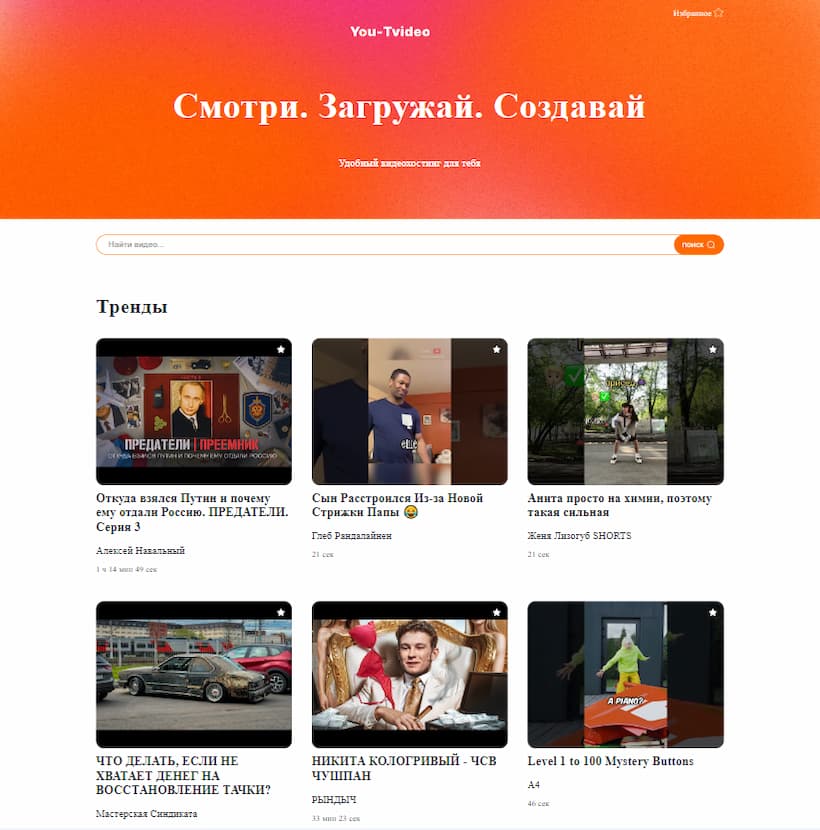 Избранное
You-Tvideo
Смотри. Загружай. Создавай
Удобный видеохостинг для тебя
Найти видео...
поиск
Тренды
ПРЕДАТЕЛИ | ПРЕЕМНИК
ОТКУДА ВЗЯЛСЯ ПУТИН И ПОЧЕМУ ЕМУ ОТДАЛИ РОССИЮ
еще
Откуда взялся Путин и почему
ему отдали Россию. ПРЕДАТЕЛИ.
Серия 3
Алексей Навальный
1 ч 14 мин 49 сек
Сын Расстроился Из-за Новой
Стрижки Папы 😂
Глеб Рандалайнен
21 сек
Анита просто на химии, поэтому
такая сильная
Женя Лизогуб SHORTS
21 сек
A PIANO?
ЧТО ДЕЛАТЬ, ЕСЛИ НЕ
ХВАТАЕТ ДЕНЕГ НА
ВОССТАНОВЛЕНИЕ ТАЧКИ?
Мастерская Синдиката
НИКИТА КОЛОГРИВЫЙ - ЧСВ
ЧУШПАН
РЫНДЫЧ
33 мин 23 сек
Level 1 to 100 Mystery Buttons
A4
46 сек